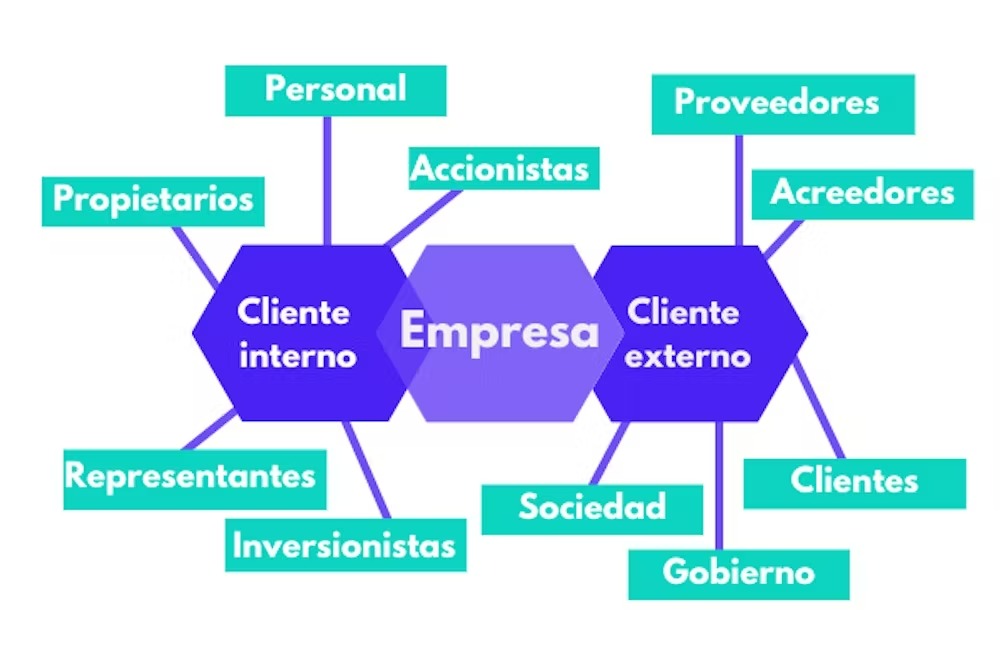 Personal
Proveedores
Accionistas
Propietarios
Acreedores
Cliente
interno
Empresa
Cliente
externo
Representantes
Inversionistas
Sociedad
Clientes
Gobierno